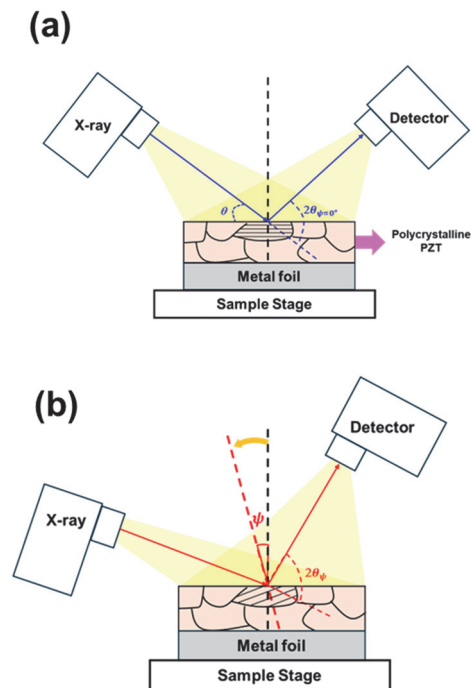 (a)
X-ray
Detector
θ
2θψ=0°
Polycrystalline
PZT
Metal foil
Sample Stage
(b)
Detector
X-ray
ψ
2θψ
Metal foil
Sample Stage